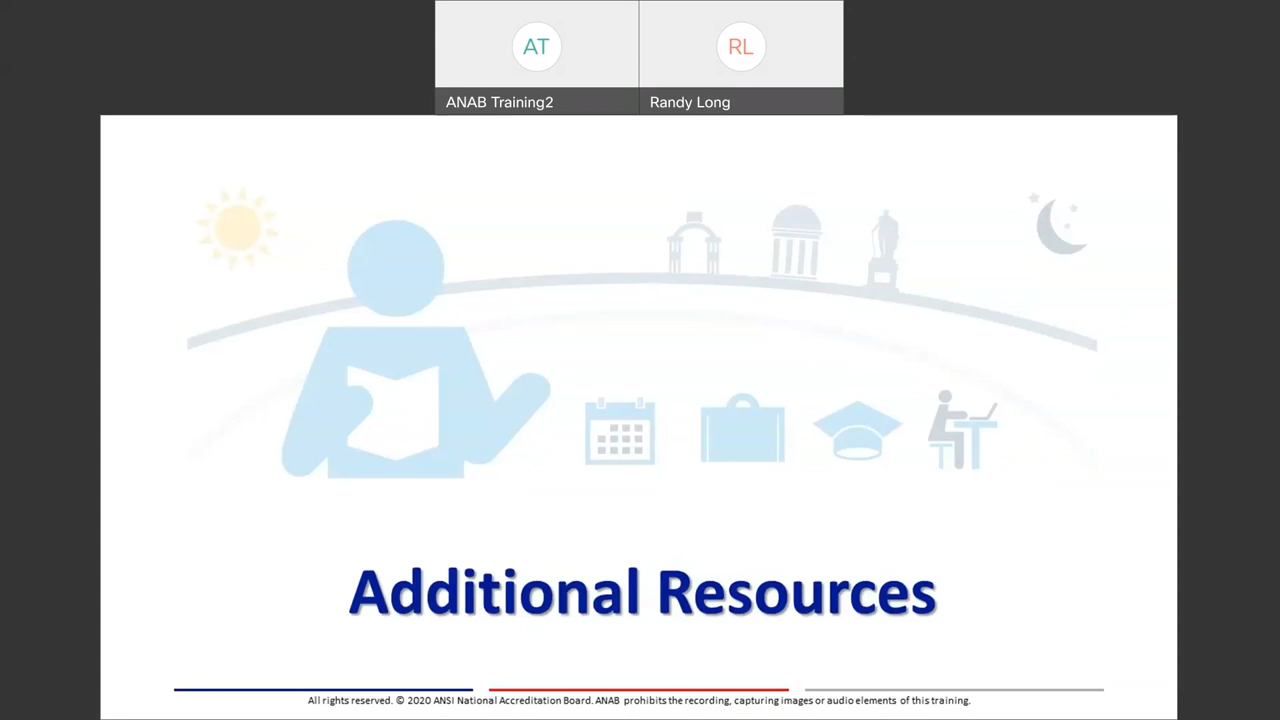 AT
RL
ANAB Training2
Randy Long
Additional Resources
All rights reserved. © 2020 ANSI National Accreditation Board. ANAB prohibits the recording, capturing images or audio elements of this training.